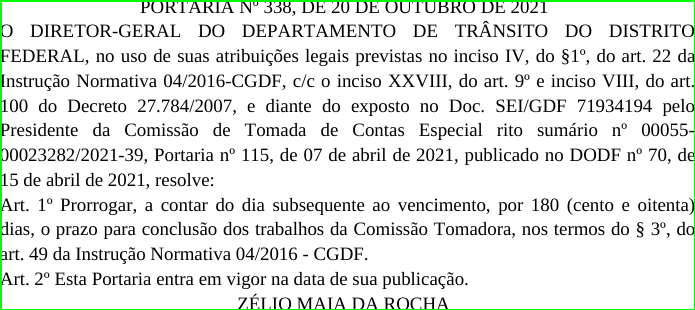 PORTARIA Nº 338, DE 20 DE OUTUBRO DE 2021
O DIRETOR-GERAL DO DEPARTAMENTO DE TRÂNSITO DO DISTRITO
FEDERAL, no uso de suas atribuições legais previstas no inciso IV, do §1º, do art. 22 da
Instrução Normativa 04/2016-CGDF, c/c o inciso XXVIII, do art. 9º e inciso VIII, do art.
100 do Decreto 27.784/2007, e diante do exposto no Doc. SEI/GDF 71934194 pelo
Presidente da Comissão de Tomada de Contas Especial rito sumário nº 00055-
00023282/2021-39, Portaria nº 115, de 07 de abril de 2021, publicado no DODF nº 70, de
15 de abril de 2021, resolve:
Art. 1º Prorrogar, a contar do dia subsequente ao vencimento, por 180 (cento e oitenta)
dias, o prazo para conclusão dos trabalhos da Comissão Tomadora, nos termos do § 3º, do
art. 49 da Instrução Normativa 04/2016 - CGDF.
Art. 2º Esta Portaria entra em vigor na data de sua publicação.
ZÉLIO MAIA DA ROCHA